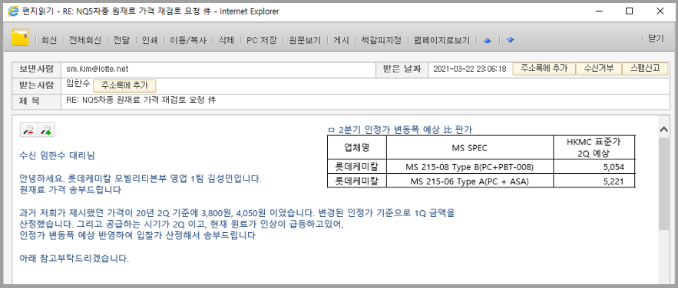 편지읽기 - RE: NQ5차종 원재료 가격 재검토 요청 件 - Internet Explorer
회신 전체회신 전달 인쇄 이동/복사 삭제 PC 저장 원문보기 게시 책갈피지정 웹페이지로보기 닫기
보낸사람 sm.kim@lotte.net 받은 날짜 2021-03-22 23:06:18 주소록에 추가 수신거부 스팸신고
받는사람 임한수 주소록에 추가
제 목 RE: NQ5차종 원재료 가격 재검토 요청 件
ㅁ 2분기 인정가 변동폭 예상 比 판가
업체명 MS SPEC HKMC 표준가 2Q 예상
롯데케미칼 MS 215-08 Type B(PC+PBT-008) 5,054
롯데케미칼 MS 215-06 Type A(PC + ASA) 5,221
수신 임한수 대리님
안녕하세요. 롯데케미칼 모빌리티본부 영업 1팀 김성민입니다.
원재료 가격 송부드립니다
과거 저희가 제시했던 가격이 20년 2Q 기준에 3,800원, 4,050원 이었습니다. 변경된 인정가 기준으로 1Q 금액을
산정했습니다. 그리고 공급하는 시기가 2Q 이고, 현재 원료가 인상이 급등하고있어,
인정가 변동폭 예상 반영하여 입찰가 산정해서 송부드립니다
아래 참고부탁드리겠습니다.